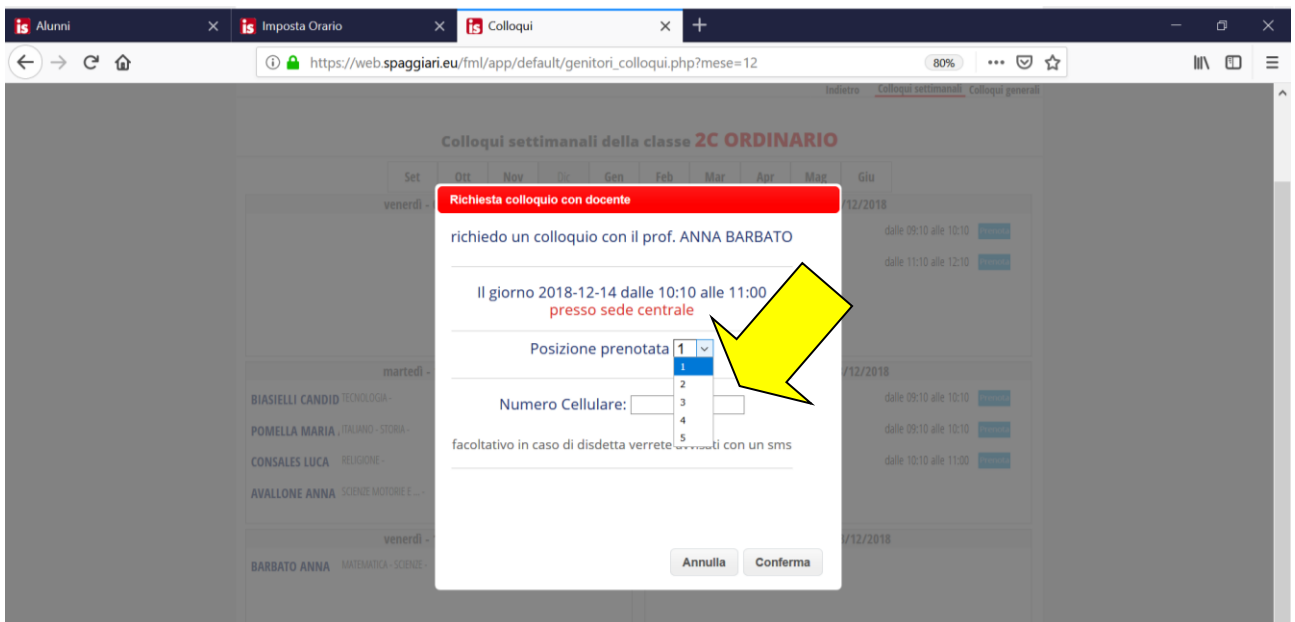 Alunni
Imposta Orario
Colloqui
https://web.spaggiari.eu/fml/app/default/genitori_colloqui.php?mese=12
80%
Indietro Colloqui settimanali Colloqui generali
Colloqui settimanali della classe 2C ORDINARIO
Set Ott Nov Dic Gen Feb Mar Apr Mag Giu
venerdì - /12/2018
Richiesta colloquio con docente
dalle 09:10 alle 10:10 Prenota
richiedo un colloquio con il prof. ANNA BARBATO
dalle 11:10 alle 12:10 Prenota
Il giorno 2018-12-14 dalle 10:10 alle 11:00
presso sede centrale
Posizione prenotata 1
1
2
3
4
5
martedì - /12/2018
BIASIELLI CANDID TECNOLOGIA - dalle 09:10 alle 10:10 Prenota
Numero Cellulare:
POMELLA MARIA , ITALIANO - STORIA - dalle 09:10 alle 10:10 Prenota
facoltativo in caso di disdetta verrete avvisati con un sms
CONSALES LUCA RELIGIONE - dalle 10:10 alle 11:00 Prenota
AVALLONE ANNA SCIENZE MOTORIE E ... -
venerdì - /12/2018
BARBATO ANNA MATEMATICA - SCIENZE -
Annulla Conferma